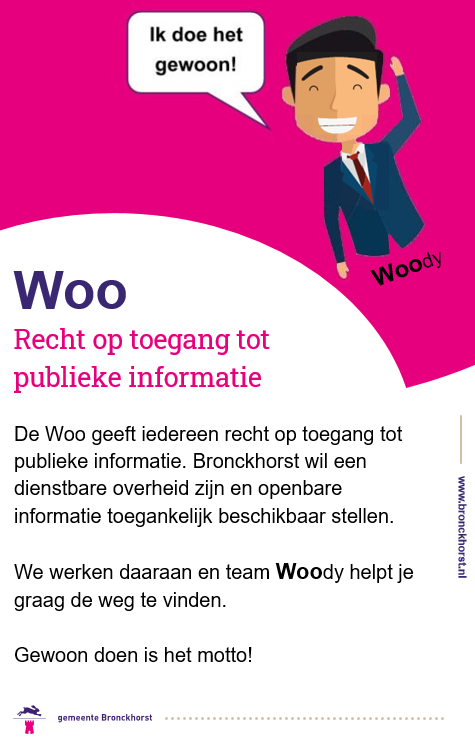 Ik doe het
gewoon!
Woody
Woo
Recht op toegang tot
publieke informatie
De Woo geeft iedereen recht op toegang tot
publieke informatie. Bronckhorst wil een
dienstbare overheid zijn en openbare
informatie toegankelijk beschikbaar stellen.
We werken daaraan en team Woody helpt je
graag de weg te vinden.
Gewoon doen is het motto!
www.bronckhorst.nl
gemeente Bronckhorst